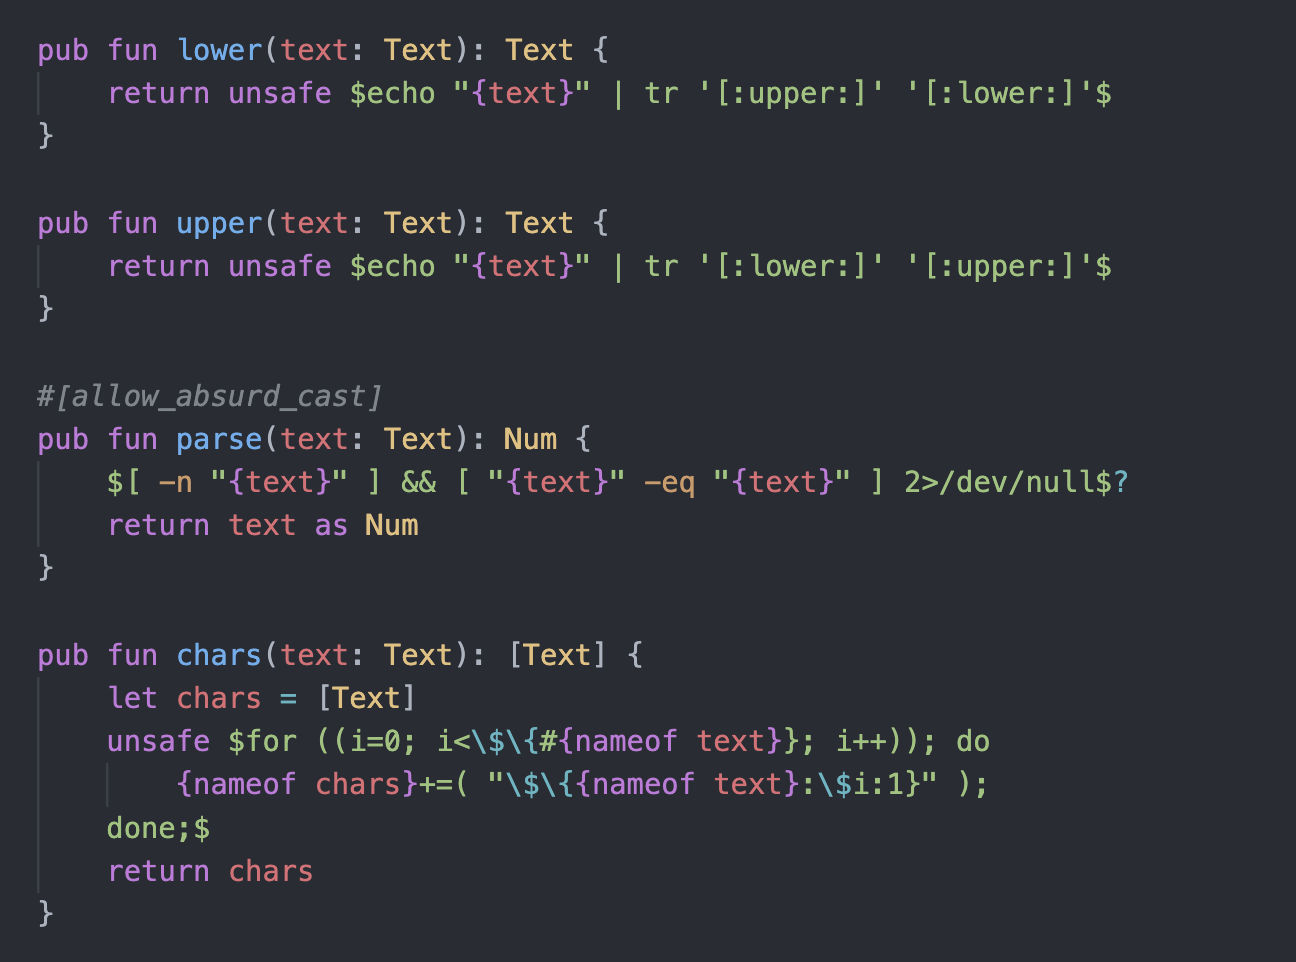 pub fun lower(text: Text): Text {
    return unsafe $echo "{text}" | tr '[:upper:]' '[:lower:]'$
}

pub fun upper(text: Text): Text {
    return unsafe $echo "{text}" | tr '[:lower:]' '[:upper:]'$
}

#[allow_absurd_cast]
pub fun parse(text: Text): Num {
    $[ -n "{text}" ] && [ "{text}" -eq "{text}" ] 2>/dev/null$?
    return text as Num
}

pub fun chars(text: Text): [Text] {
    let chars = [Text]
    unsafe $for ((i=0; i<\$\{#{nameof text}}; i++)); do
        {nameof chars}+=( "\$\{{nameof text}:\$i:1}" );
    done;$
    return chars
}